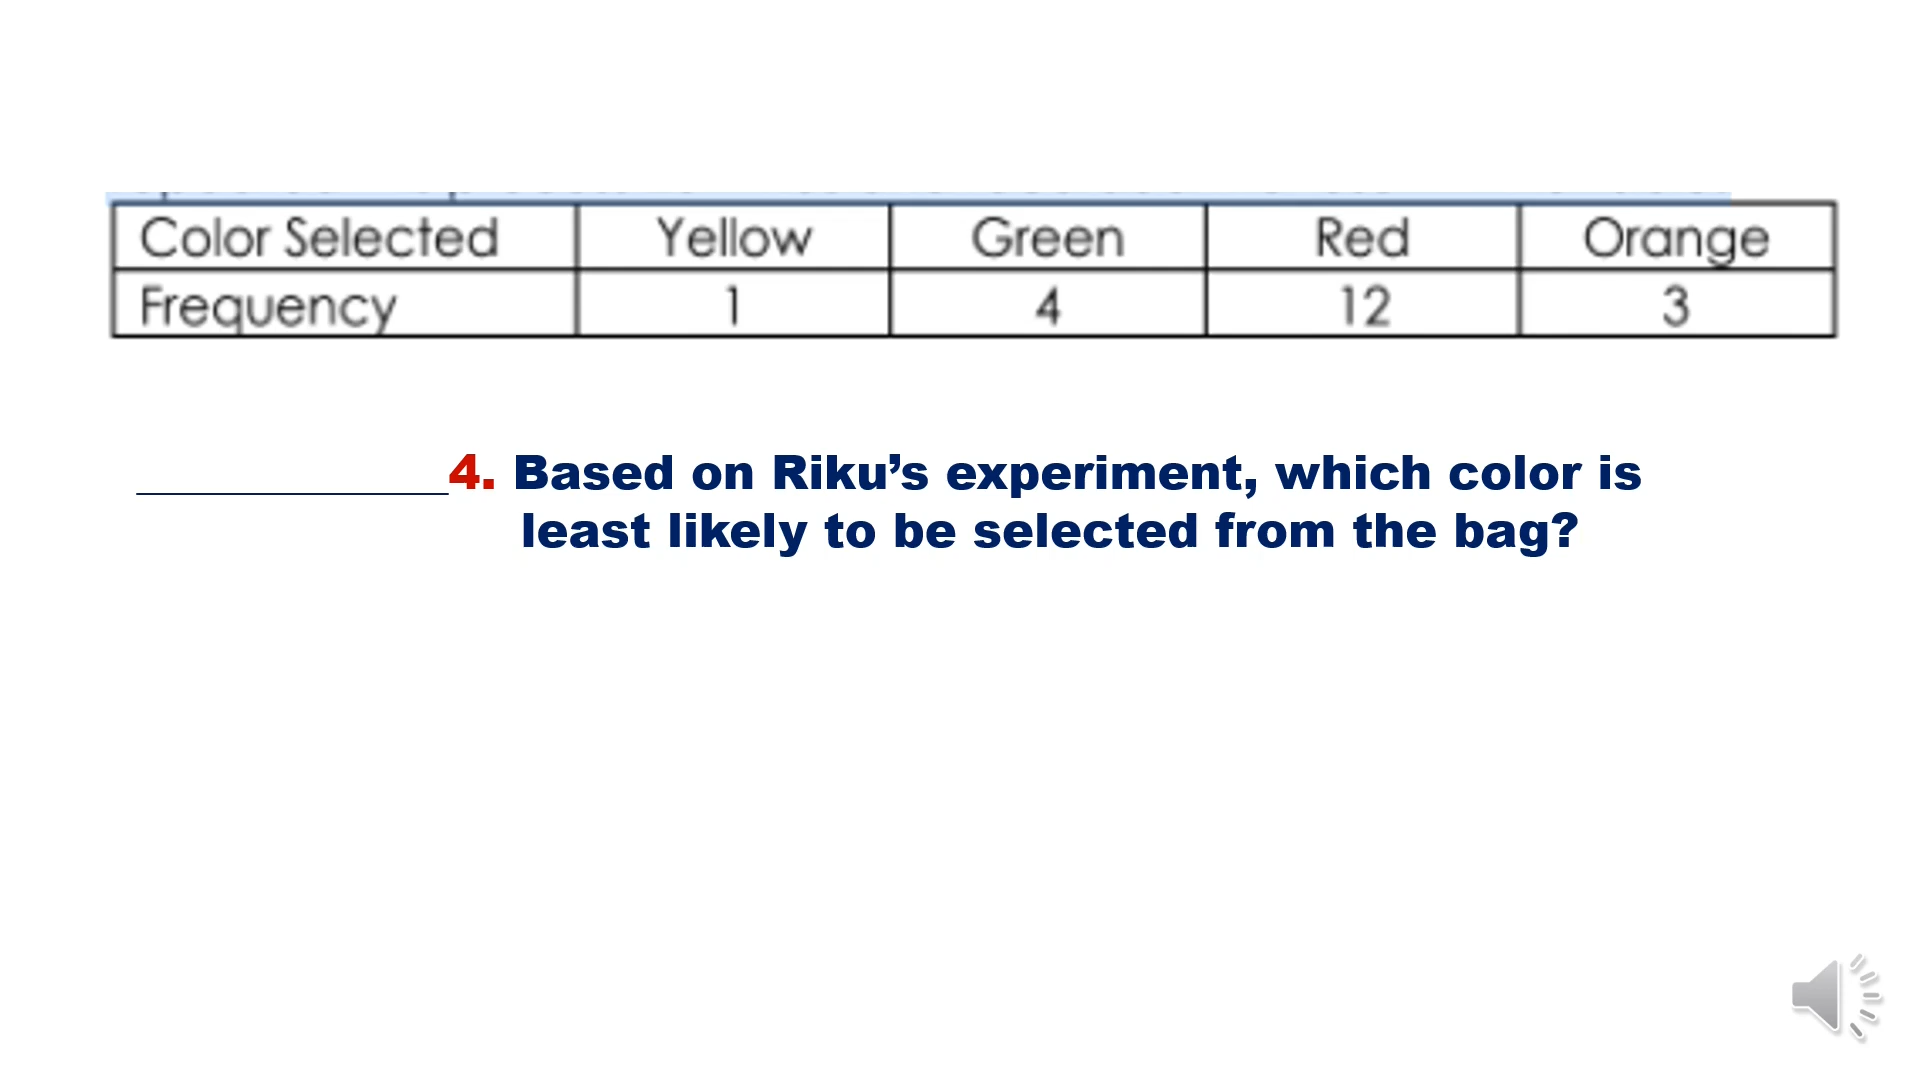 Color Selected Yellow Green Red Orange
Frequency 1 4 12 3
____________4. Based on Riku’s experiment, which color is
least likely to be selected from the bag?